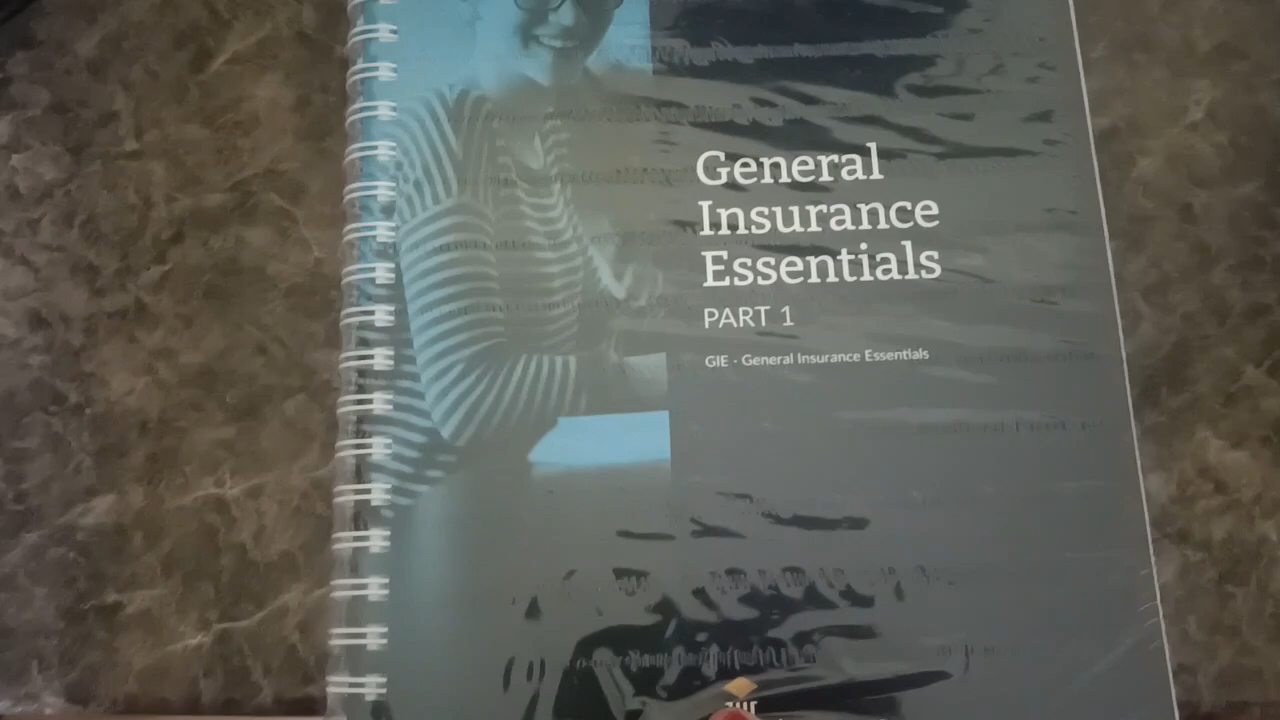 General
Insurance
Essentials
PART 1
GIE - General Insurance Essentials